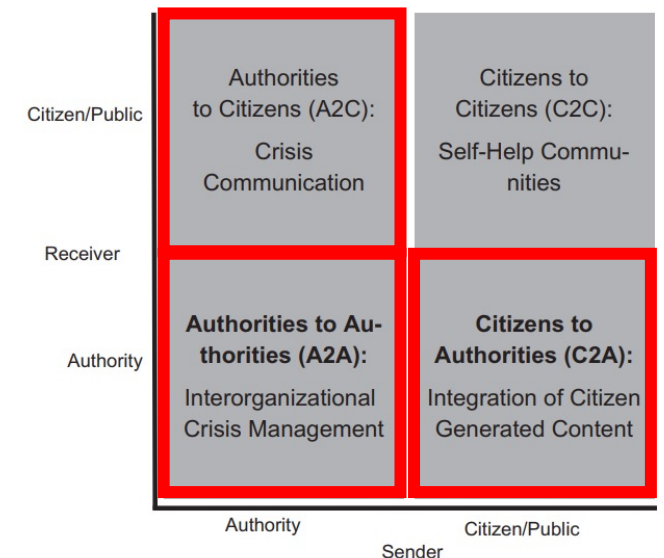 Citizen/Public
Authorities
to Citizens (A2C):
Crisis
Communication
Citizens to
Citizens (C2C):
Self-Help Commu-
nities
Receiver
Authority
Authorities to Au-
thorities (A2A):
Interorganizational
Crisis Management
Citizens to
Authorities (C2A):
Integration of Citizen
Generated Content
Authority
Citizen/Public
Sender